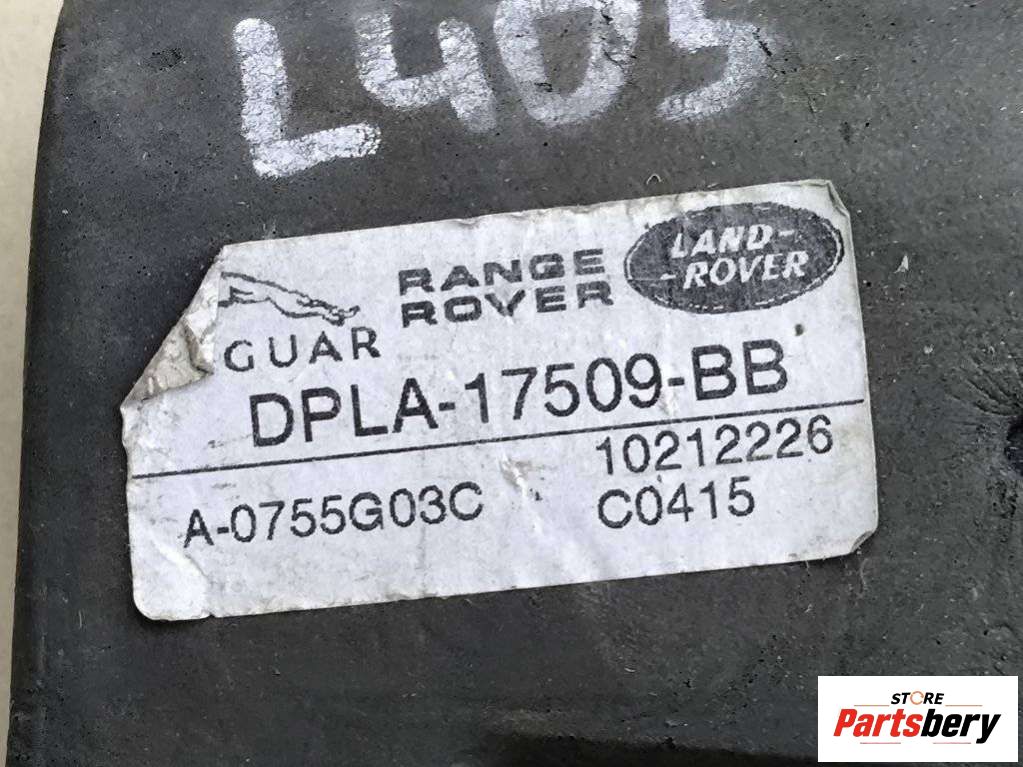 L405
GUAR
RANGE
ROVER
LAND-
-ROVER
DPLA-17509-BB
10212226
A-0755G03C
C0415
STORE
Partsbery